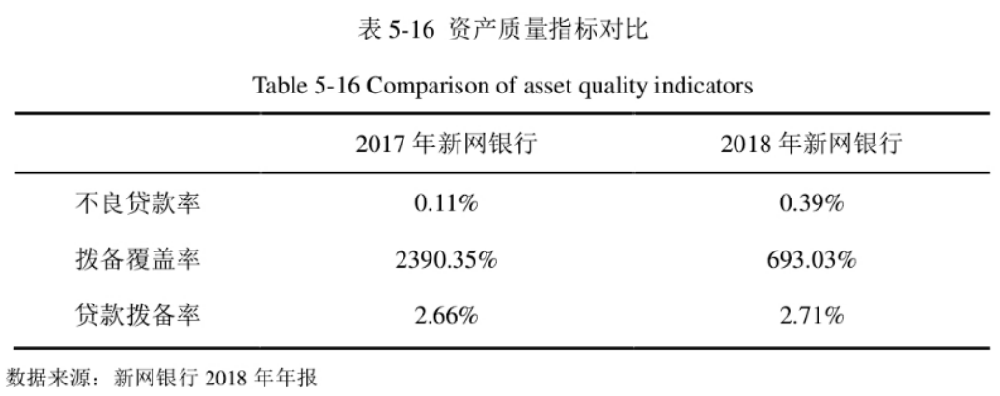 表 5-16 资产质量指标对比
Table 5-16 Comparison of asset quality indicators
2017 年新网银行 2018 年新网银行
不良贷款率 0.11% 0.39%
拨备覆盖率 2390.35% 693.03%
贷款拨备率 2.66% 2.71%
数据来源：新网银行 2018 年年报